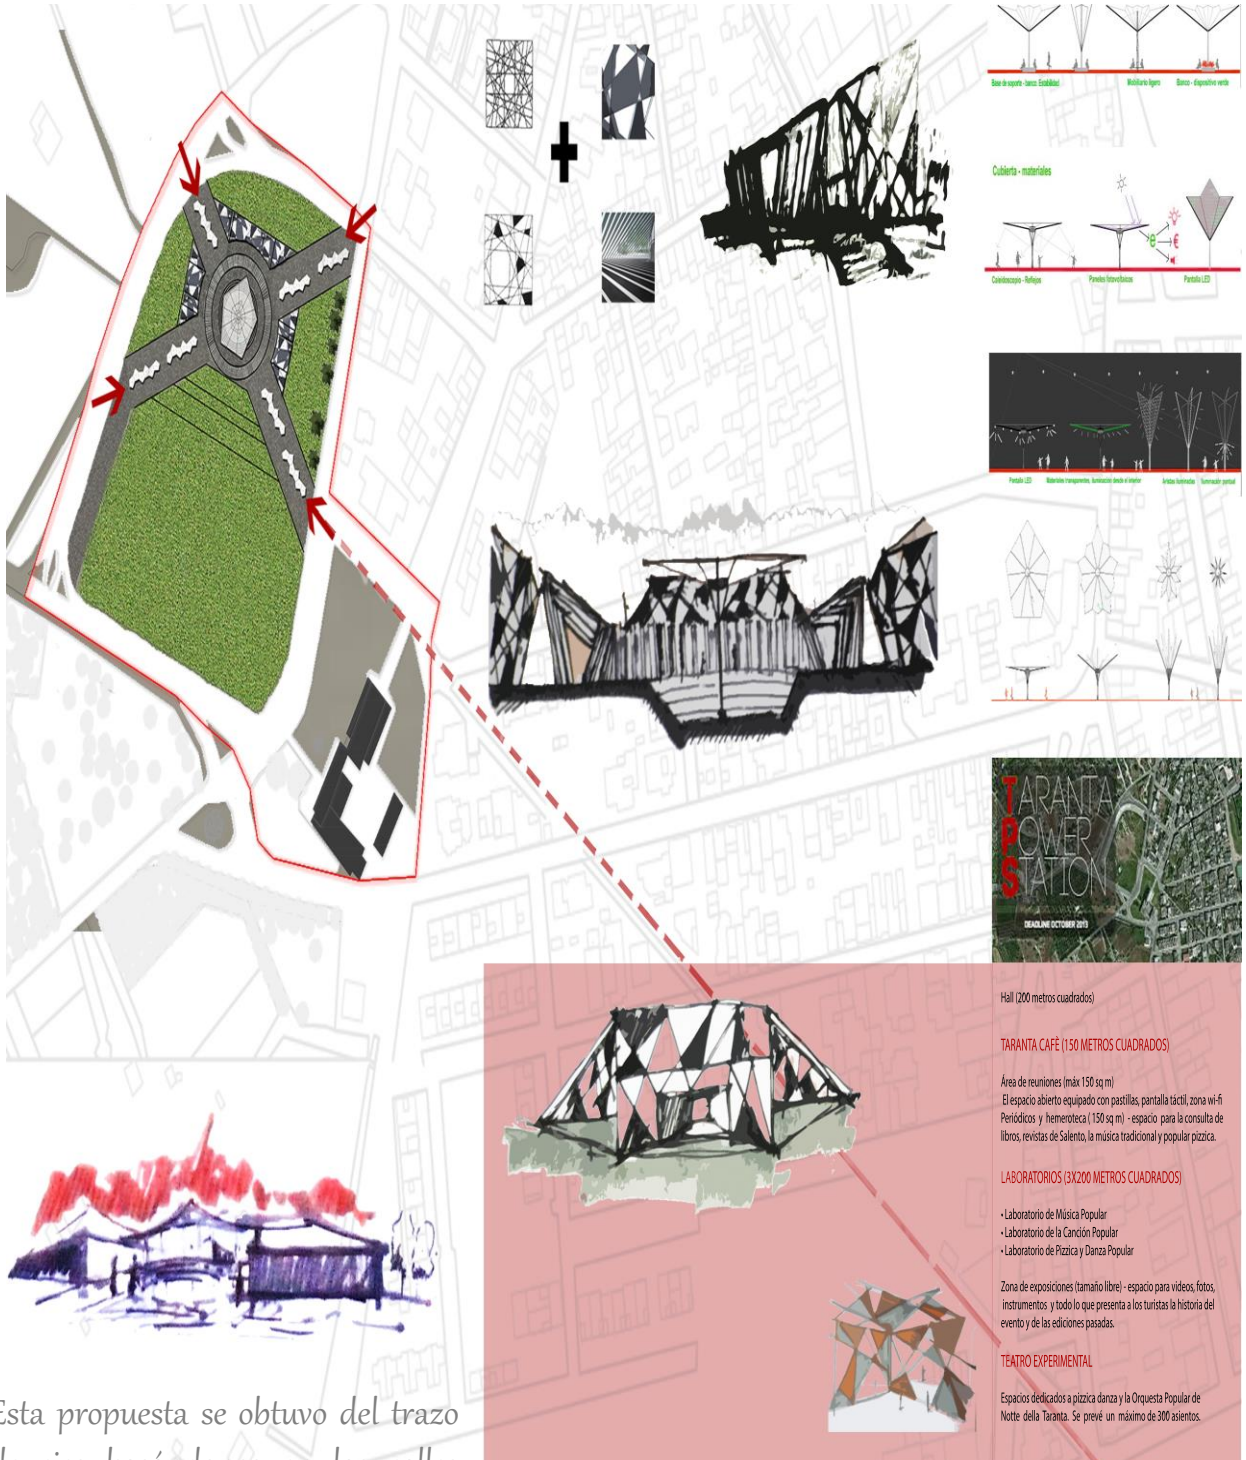 Base de soporte - banco: Estabilidad
Mobiliario ligero
Banco - dispositivo verde
Cubierta - materiales
Caleidoscopio - Reflejos
Paneles fotovoltaicos
Pantalla LED
Pantalla LED
Materiales transparentes, iluminación desde el interior
Aristas iluminadas
Iluminación puntual
TARANTA
POWER
STATION
DEADLINE OCTOBER 2013
Hall (200 metros cuadrados)
TARANTA CAFÈ (150 METROS CUADRADOS)
Área de reuniones (máx 150 sq m)
El espacio abierto equipado con pastillas, pantalla táctil, zona wi-fi
Periódicos y hemeroteca ( 150 sq m) - espacio para la consulta de
libros, revistas de Salento, la música tradicional y popular pizzica.
LABORATORIOS (3X200 METROS CUADRADOS)
• Laboratorio de Música Popular
• Laboratorio de la Canción Popular
• Laboratorio de Pizzica y Danza Popular
Zona de exposiciones (tamaño libre) - espacio para videos, fotos,
instrumentos y todo lo que presenta a los turistas la historia del
evento y de las ediciones pasadas.
TEATRO EXPERIMENTAL
Espacios dedicados a pizzica danza y la Orquesta Popular de
Notte della Taranta. Se prevé un máximo de 300 asientos.
Esta propuesta se obtuvo del trazo